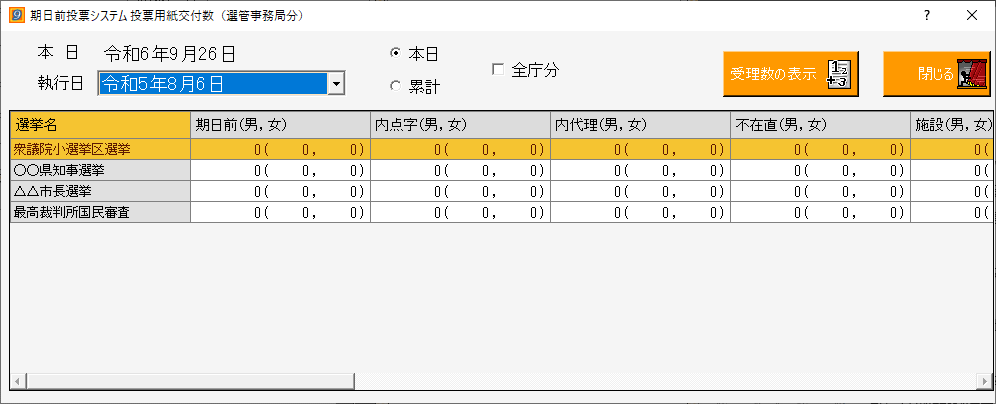 期日前投票システム 投票用紙交付数（選管事務局分）
本 日 令和6年9月26日
執行日 令和5年8月6日
本日
累計
全庁分
受理数の表示
閉じる
選挙名 期日前(男,女) 内点字(男,女) 内代理(男,女) 不在直(男,女) 施設(男,女)
衆議院小選挙区選挙 0( 0, 0) 0( 0, 0) 0( 0, 0) 0( 0, 0) 0(
〇〇県知事選挙 0( 0, 0) 0( 0, 0) 0( 0, 0) 0( 0, 0) 0(
△△市長選挙 0( 0, 0) 0( 0, 0) 0( 0, 0) 0( 0, 0) 0(
最高裁判所国民審査 0( 0, 0) 0( 0, 0) 0( 0, 0) 0( 0, 0) 0(